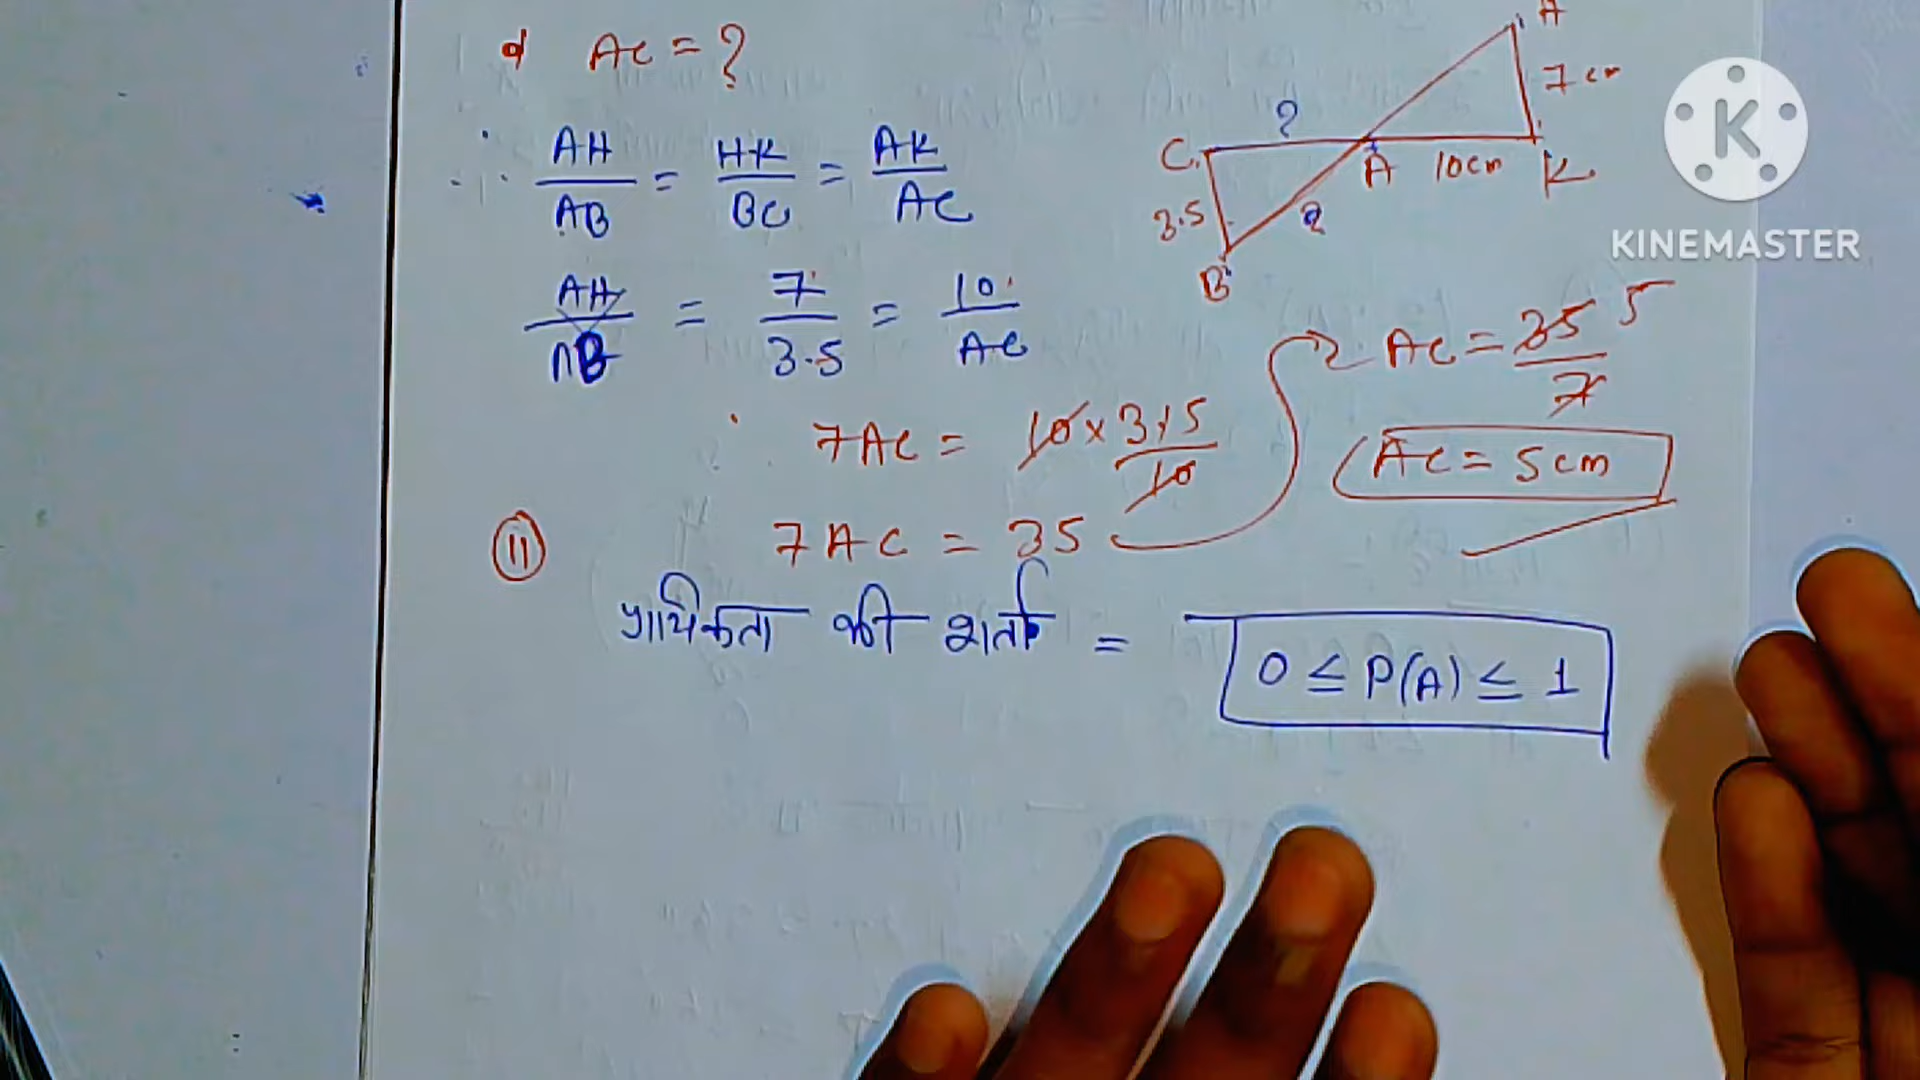 AC = ?
AH/AB = HK/BC = AK/AC
AH/AB = 7/3.5 = 10/AC
7AC = 10 × 3.5/10
7AC = 35
AC = 35/7 5
AC = 5cm
A
7 cm
?
C
A
10cm
K
3.5
?
B
K
KINEMASTER
(11)
प्रायिकता की शर्त = 0 ≤ P(A) ≤ 1